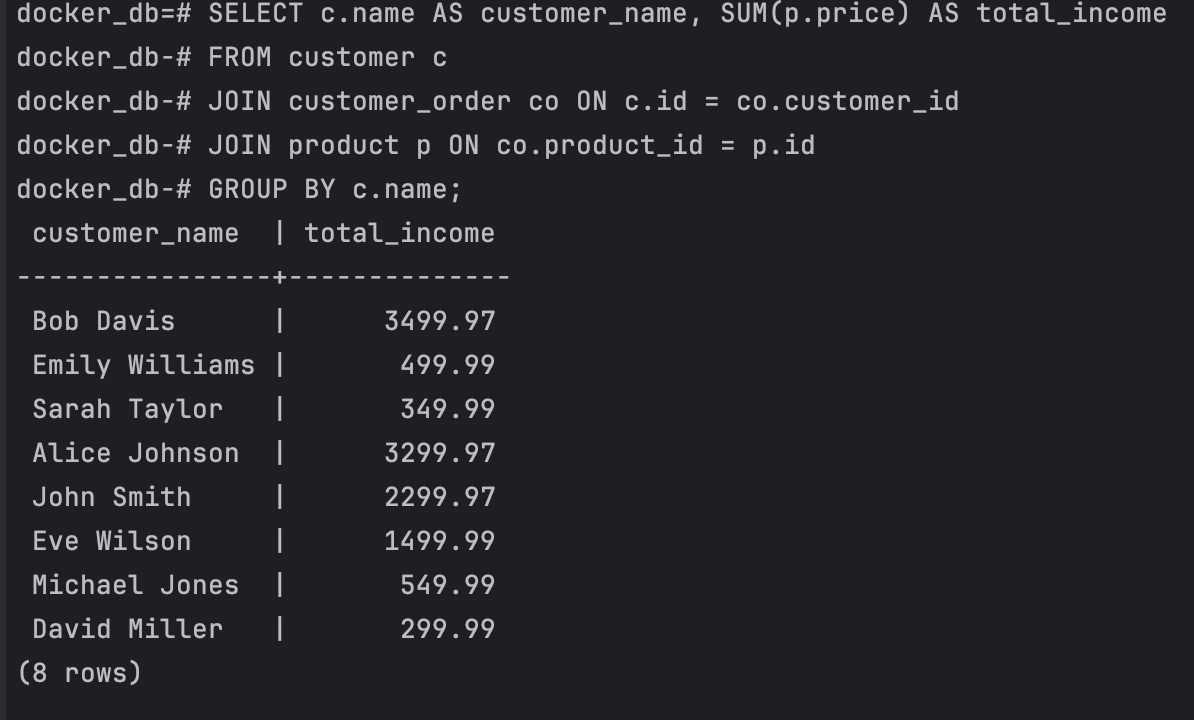 docker_db=# SELECT c.name AS customer_name, SUM(p.price) AS total_income
docker_db-# FROM customer c
docker_db-# JOIN customer_order co ON c.id = co.customer_id
docker_db-# JOIN product p ON co.product_id = p.id
docker_db-# GROUP BY c.name;
 customer_name  | total_income
----------------+--------------
 Bob Davis      |      3499.97
 Emily Williams |       499.99
 Sarah Taylor   |       349.99
 Alice Johnson  |      3299.97
 John Smith     |      2299.97
 Eve Wilson     |      1499.99
 Michael Jones  |       549.99
 David Miller   |       299.99
(8 rows)